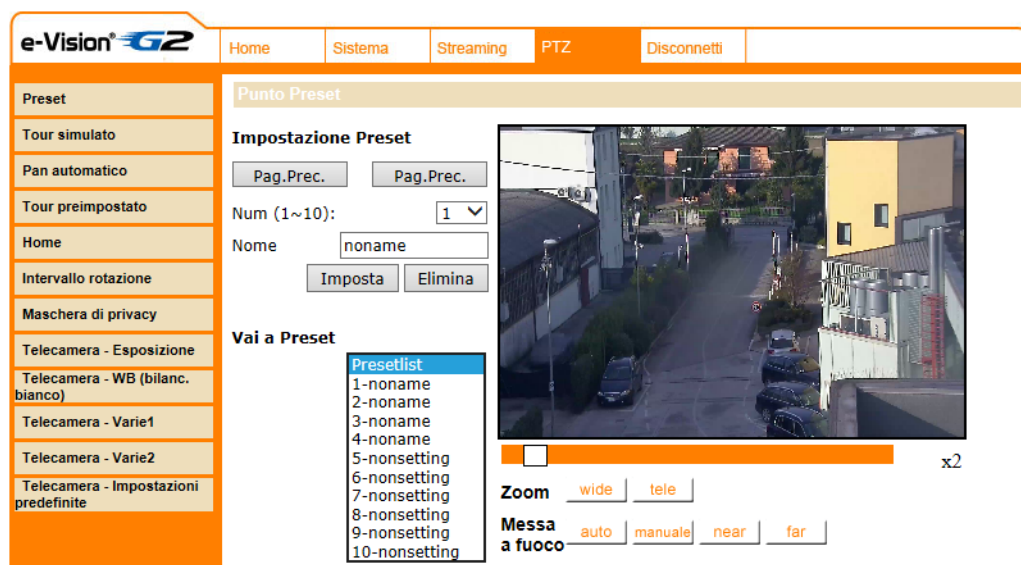 e-Vision® G2
Home
Sistema
Streaming
PTZ
Disconnetti
Preset
Tour simulato
Pan automatico
Tour preimpostato
Home
Intervallo rotazione
Maschera di privacy
Telecamera - Esposizione
Telecamera - WB (bilanc.
bianco)
Telecamera - Varie1
Telecamera - Varie2
Telecamera - Impostazioni
predefinite
Punto Preset
Impostazione Preset
Pag.Prec. Pag.Prec.
Num (1~10): 1
Nome noname
Imposta Elimina
Vai a Preset
Presetlist
1-noname
2-noname
3-noname
4-noname
5-nonsetting
6-nonsetting
7-nonsetting
8-nonsetting
9-nonsetting
10-nonsetting
x2
Zoom wide tele
Messa
a fuoco auto manuale near far